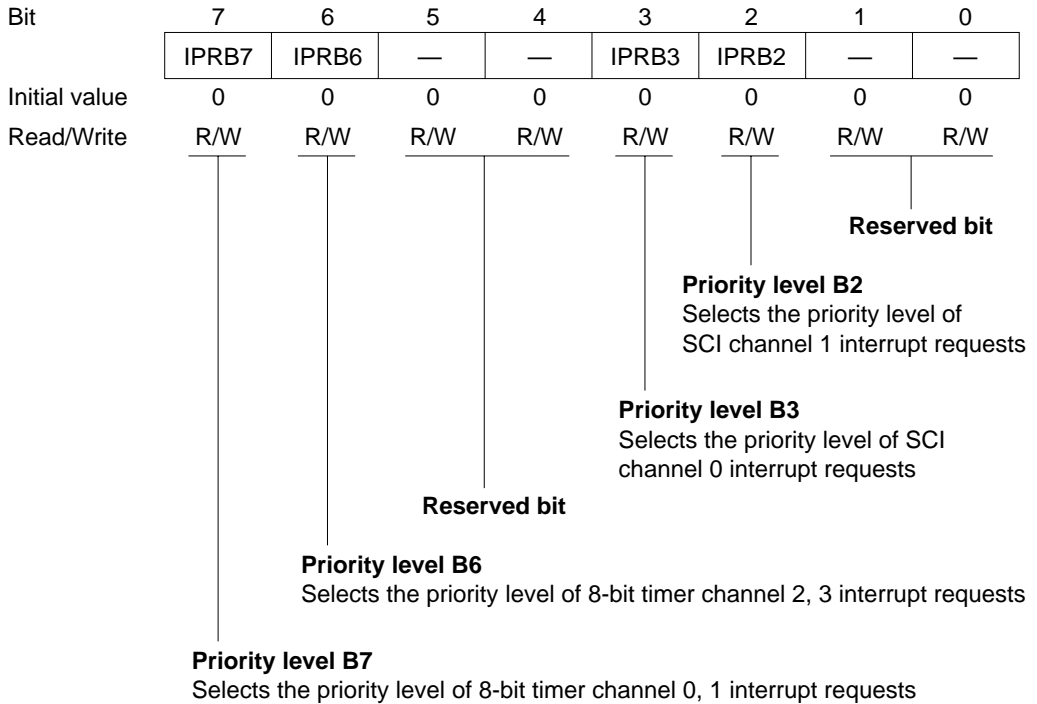 Bit 7 6 5 4 3 2 1 0
IPRB7 IPRB6 — — IPRB3 IPRB2 — —
Initial value 0 0 0 0 0 0 0 0
Read/Write R/W R/W R/W R/W R/W R/W R/W R/W
Reserved bit
Priority level B2
Selects the priority level of
SCI channel 1 interrupt requests
Priority level B3
Selects the priority level of SCI
channel 0 interrupt requests
Reserved bit
Priority level B6
Selects the priority level of 8-bit timer channel 2, 3 interrupt requests
Priority level B7
Selects the priority level of 8-bit timer channel 0, 1 interrupt requests